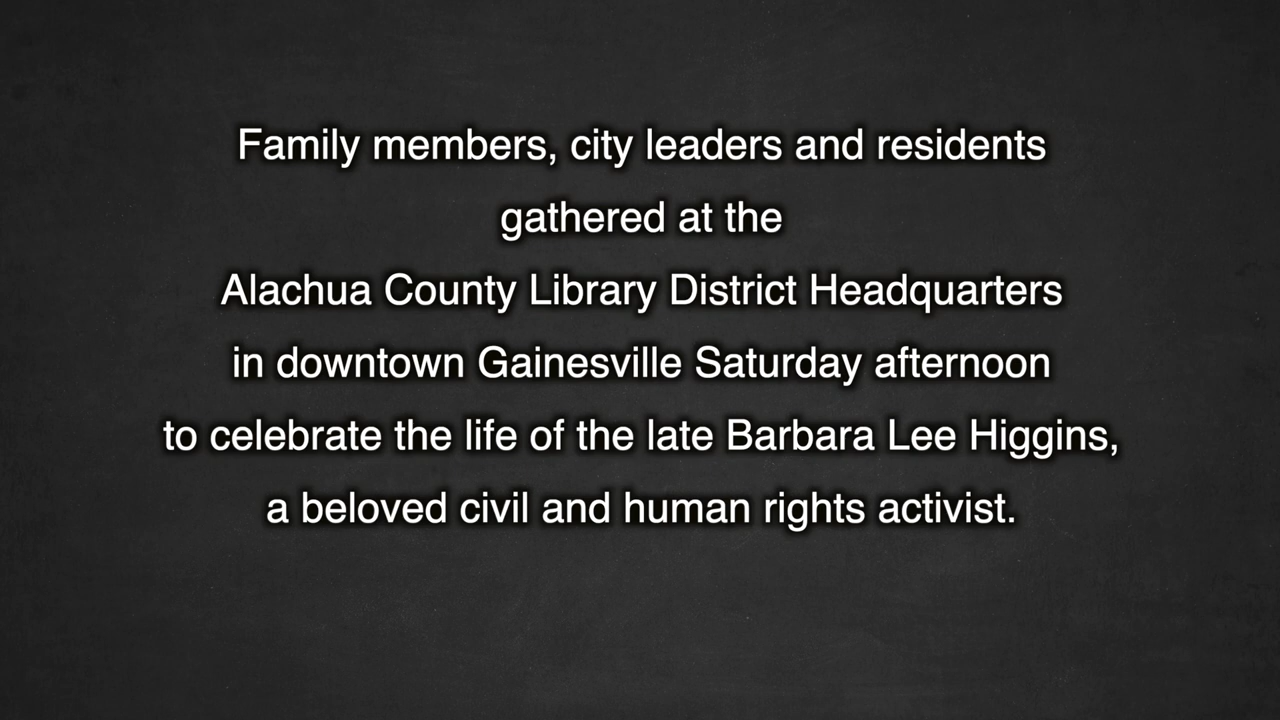 Family members, city leaders and residents
gathered at the
Alachua County Library District Headquarters
in downtown Gainesville Saturday afternoon
to celebrate the life of the late Barbara Lee Higgins,
a beloved civil and human rights activist.